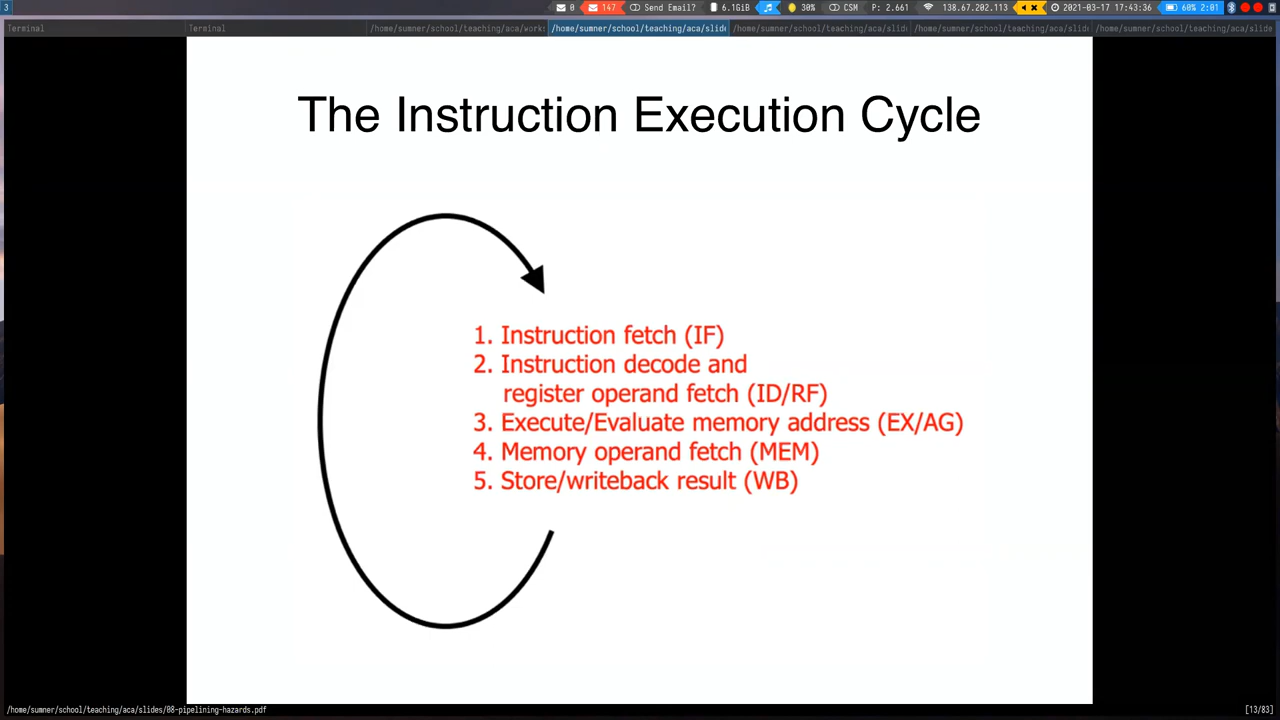 3
0
147
Send Email?
6.1GiB
30%
CSM
P: 2.661
138.67.202.113
2021-03-17 17:43:36
60% 2:01
Terminal
Terminal
/home/sumner/school/teaching/aca/work:
/home/sumner/school/teaching/aca/slide
/home/sumner/school/teaching/aca/slide
/home/sumner/school/teaching/aca/slide
/home/sumner/school/teaching/aca/slide
The Instruction Execution Cycle
1. Instruction fetch (IF)
2. Instruction decode and
register operand fetch (ID/RF)
3. Execute/Evaluate memory address (EX/AG)
4. Memory operand fetch (MEM)
5. Store/writeback result (WB)
/home/sumner/school/teaching/aca/slides/08-pipelining-hazards.pdf
[13/83]